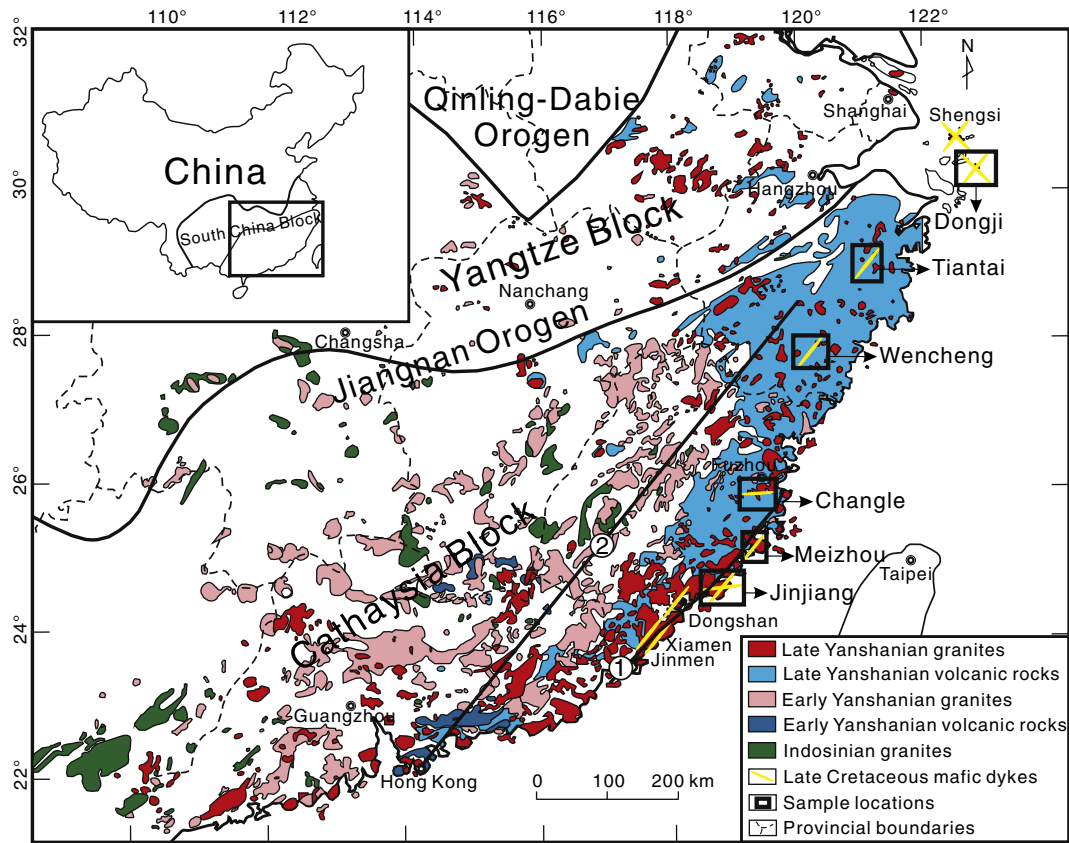 110°
112°
114°
116°
118°
120°
122°
32°
30°
28°
26°
24°
22°
China
South China Block
Qinling-Dabie
Orogen
N
Shanghai
Shengsi
Hangzhou
Dongji
Yangtze Block
Tiantai
Nanchang
Changsha
Jiangnan Orogen
Wencheng
Fuzhou
Changle
Cathaysia Block
2
Meizhou
Taipei
Jinjiang
Dongshan
Xiamen
Jinmen
1
Guangzhou
Hong Kong
0 100 200 km
Late Yanshanian granites
Late Yanshanian volcanic rocks
Early Yanshanian granites
Early Yanshanian volcanic rocks
Indosinian granites
Late Cretaceous mafic dykes
Sample locations
Provincial boundaries